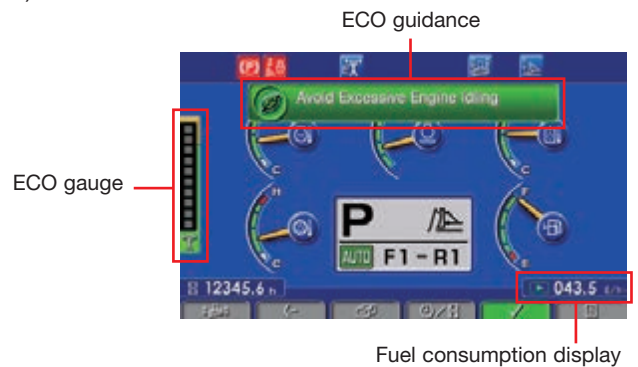 ECO guidance
(P)
Avoid Excessive Engine Idling
ECO gauge
C
C
H
F
P
AUTO F1 - R1
C
E
12345.6 h
043.5
Fuel consumption display